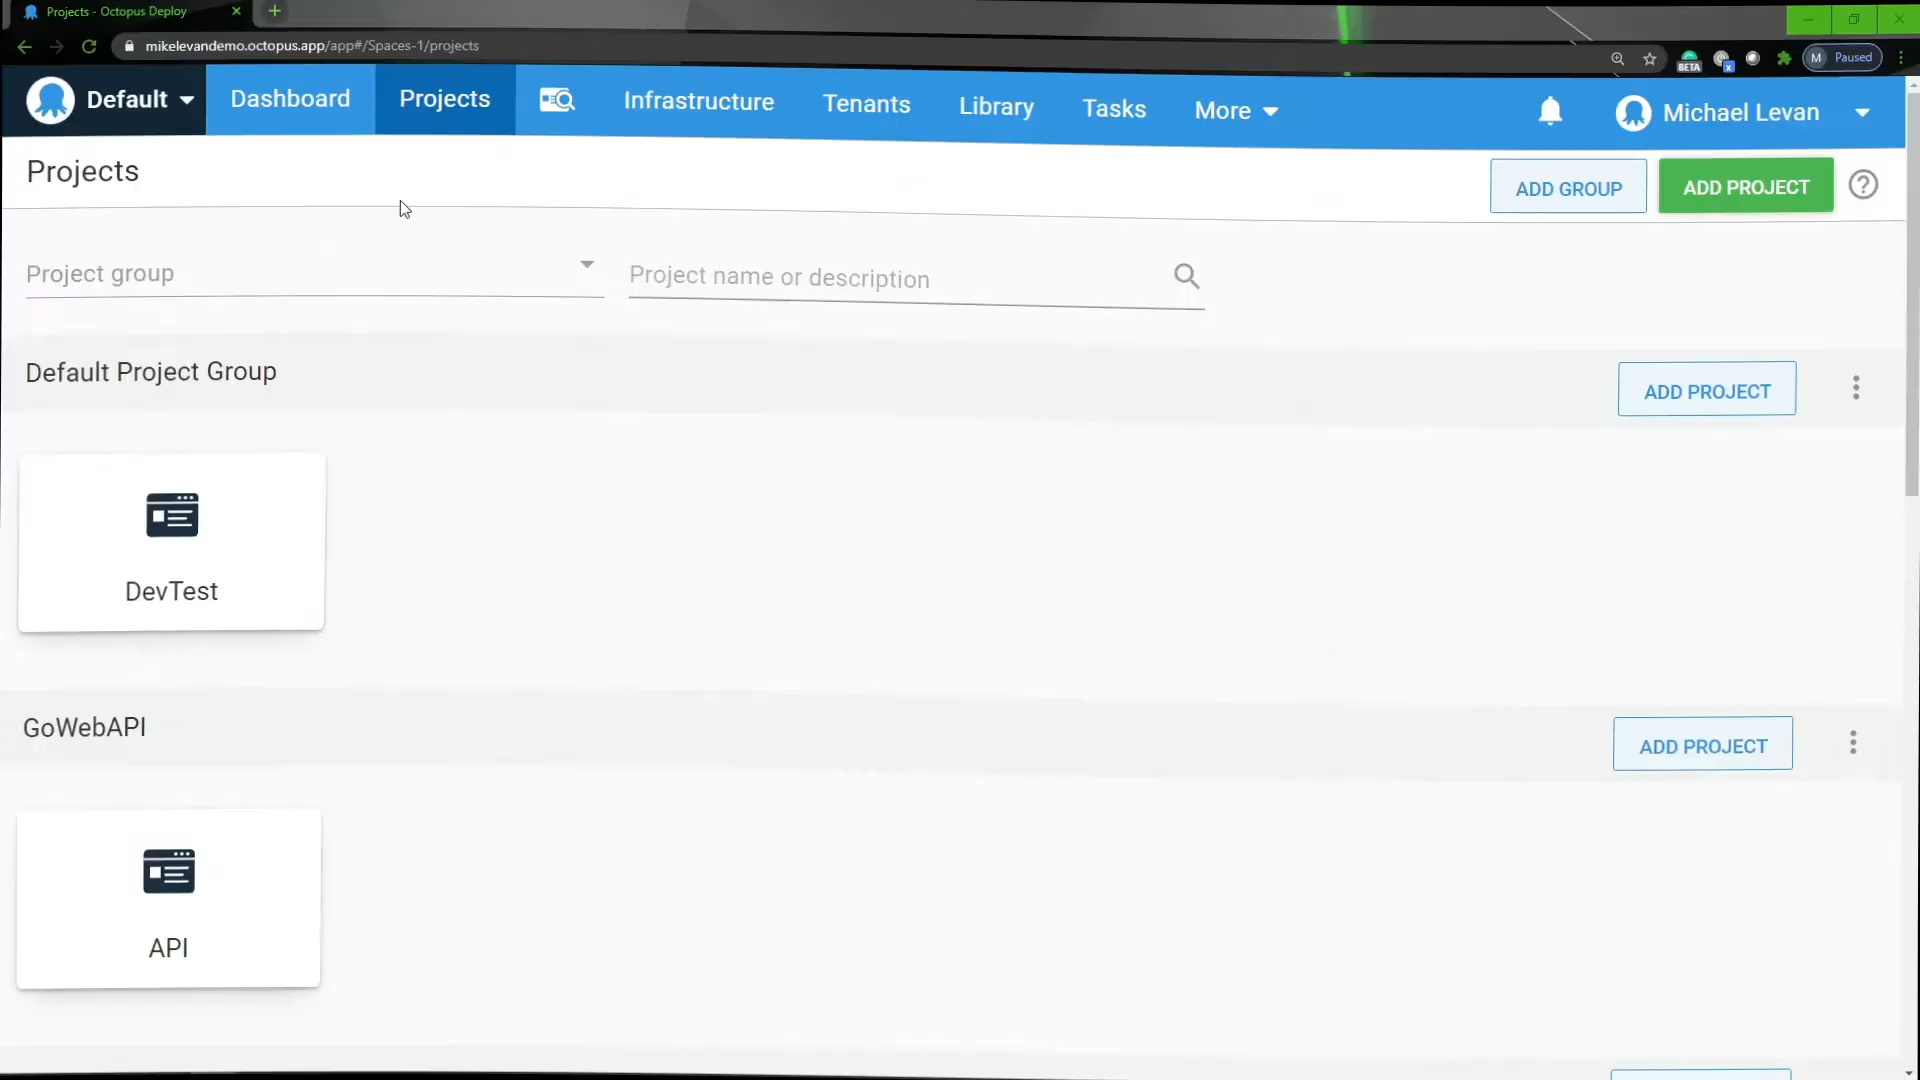 Projects - Octopus Deploy
mikelevandemo.octopus.app/app#/Spaces-1/projects
BETA
x
M Paused
Default Dashboard Projects Infrastructure Tenants Library Tasks More Michael Levan
Projects
ADD GROUP ADD PROJECT ?
Project group Project name or description
Default Project Group ADD PROJECT
DevTest
GoWebAPI ADD PROJECT
API